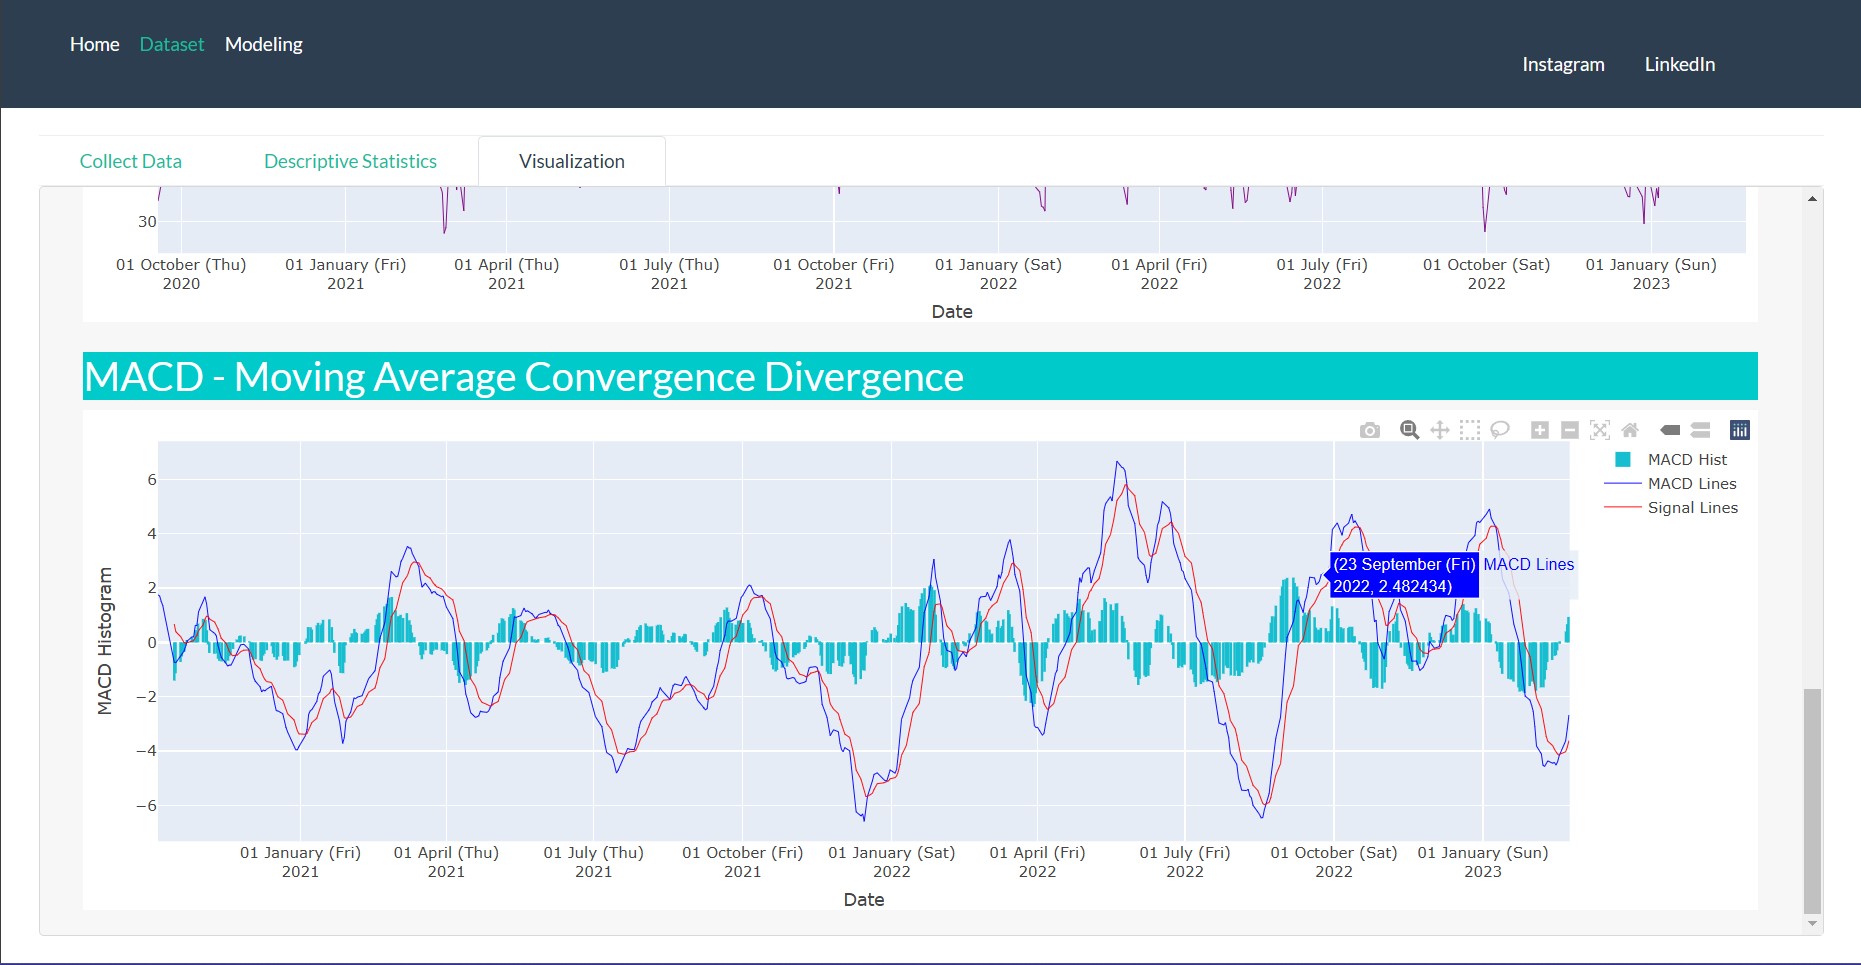 Home Dataset Modeling
Instagram LinkedIn
Collect Data Descriptive Statistics Visualization
30
01 October (Thu) 01 January (Fri) 01 April (Thu) 01 July (Thu) 01 October (Fri) 01 January (Sat) 01 April (Fri) 01 July (Fri) 01 October (Sat) 01 January (Sun)
2020 2021 2021 2021 2021 2022 2022 2022 2022 2023
Date
MACD - Moving Average Convergence Divergence
MACD Hist
MACD Lines
Signal Lines
6
4
2
0
−2
−4
−6
MACD Histogram
(23 September (Fri) MACD Lines
2022, 2.482434)
01 January (Fri) 01 April (Thu) 01 July (Thu) 01 October (Fri) 01 January (Sat) 01 April (Fri) 01 July (Fri) 01 October (Sat) 01 January (Sun)
2021 2021 2021 2021 2022 2022 2022 2022 2023
Date